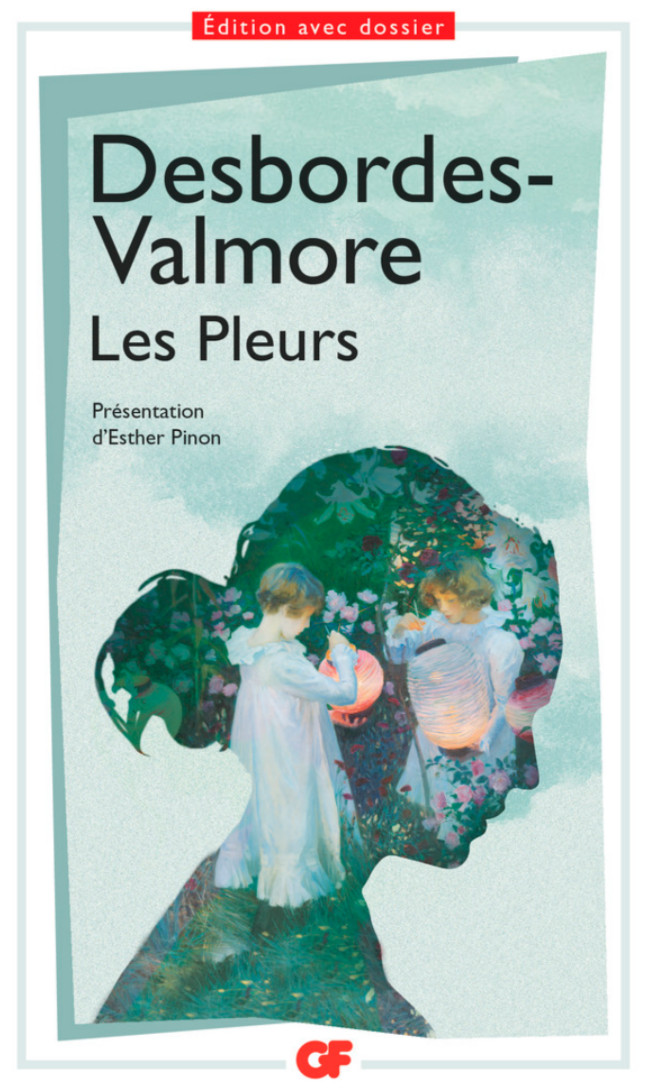 Édition avec dossier
Desbordes-
Valmore
Les Pleurs
Présentation
d'Esther Pinon
GF